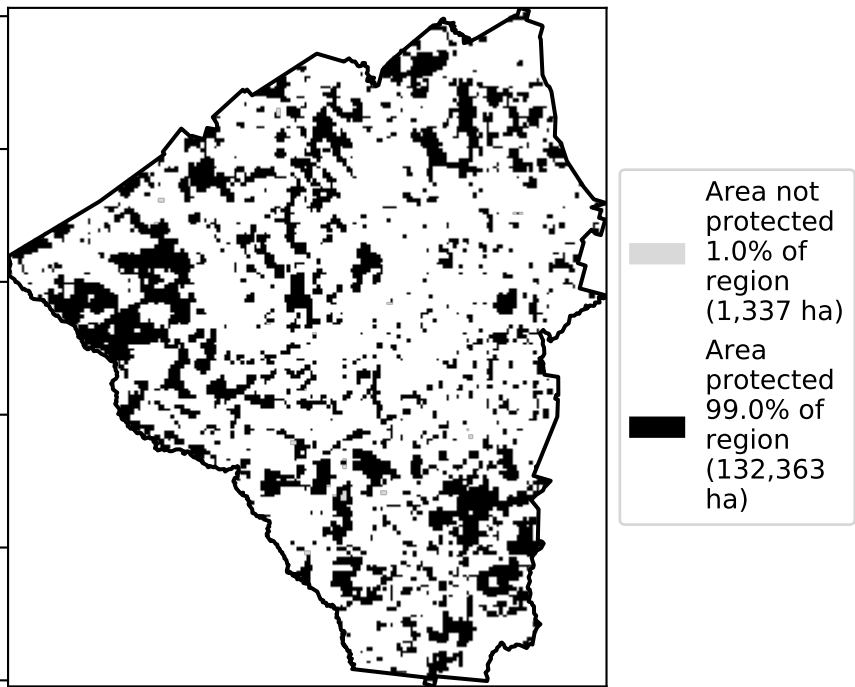 Area not
protected
1.0% of
region
(1,337 ha)
Area
protected
99.0% of
region
(132,363
ha)